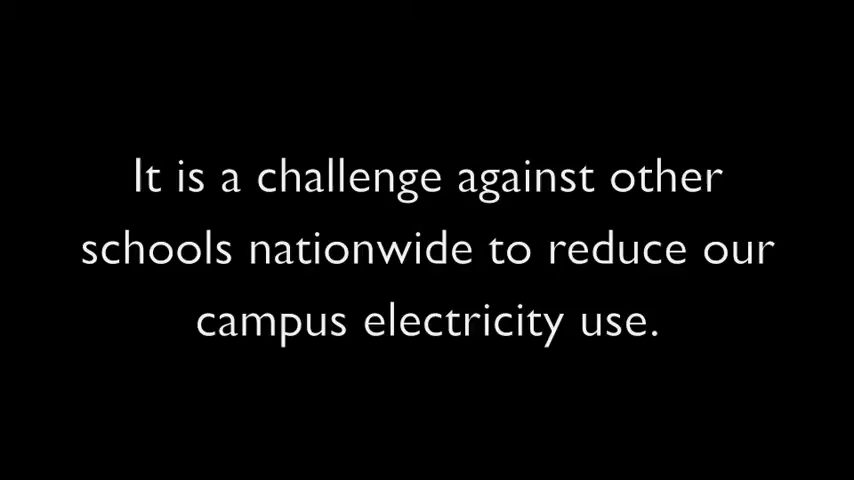 It is a challenge against other
schools nationwide to reduce our
campus electricity use.